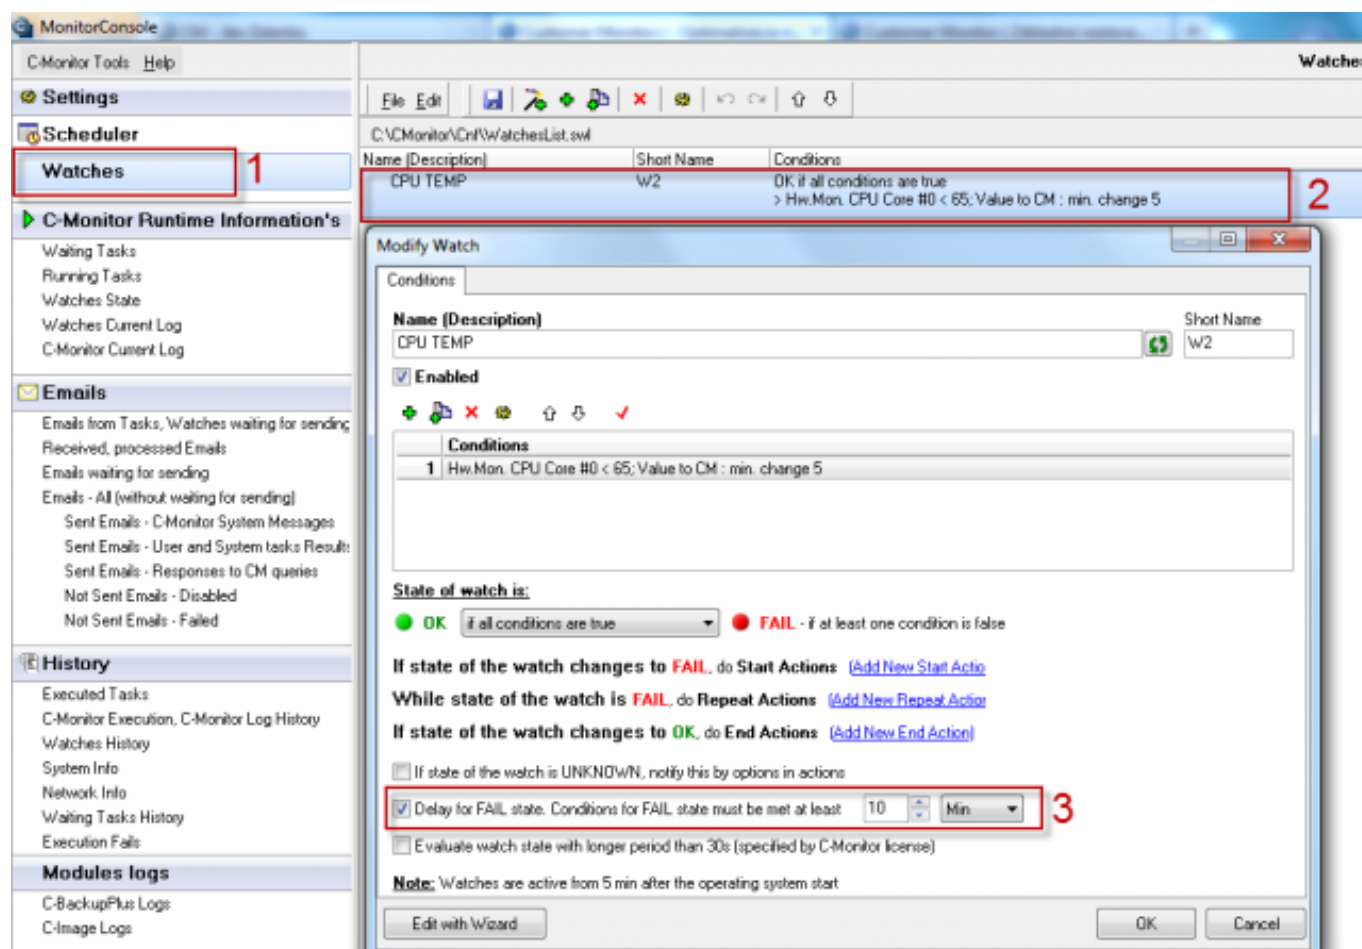 MonitorConsole
C-Monitor Tools Help
Watches
Settings
File Edit
Scheduler
C:\CMonitor\Cnf\WatchesList.swl
Watches
1
Name (Description) Short Name Conditions
CPU TEMP W2 OK if all conditions are true
> Hw.Mon. CPU Core #0 < 65; Value to CM : min. change 5
2
C-Monitor Runtime Information's
Waiting Tasks
Running Tasks
Watches State
Watches Current Log
C-Monitor Current Log
Emails
Emails from Tasks, Watches waiting for sending
Received, processed Emails
Emails waiting for sending
Emails - All (without waiting for sending)
Sent Emails - C-Monitor System Messages
Sent Emails - User and System tasks Results
Sent Emails - Responses to CM queries
Not Sent Emails - Disabled
Not Sent Emails - Failed
History
Executed Tasks
C-Monitor Execution, C-Monitor Log History
Watches History
System Info
Network Info
Waiting Tasks History
Execution Fails
Modules logs
C-BackupPlus Logs
C-Image Logs
Modify Watch
Conditions
Name (Description) Short Name
CPU TEMP W2
Enabled
Conditions
1 Hw.Mon. CPU Core #0 < 65; Value to CM : min. change 5
State of watch is:
OK if all conditions are true FAIL - if at least one condition is false
If state of the watch changes to FAIL, do Start Actions (Add New Start Actio
While state of the watch is FAIL, do Repeat Actions (Add New Repeat Action
If state of the watch changes to OK, do End Actions (Add New End Action)
If state of the watch is UNKNOWN, notify this by options in actions
Delay for FAIL state. Conditions for FAIL state must be met at least 10 Min
3
Evaluate watch state with longer period than 30s (specified by C-Monitor license)
Note: Watches are active from 5 min after the operating system start
Edit with Wizard OK Cancel